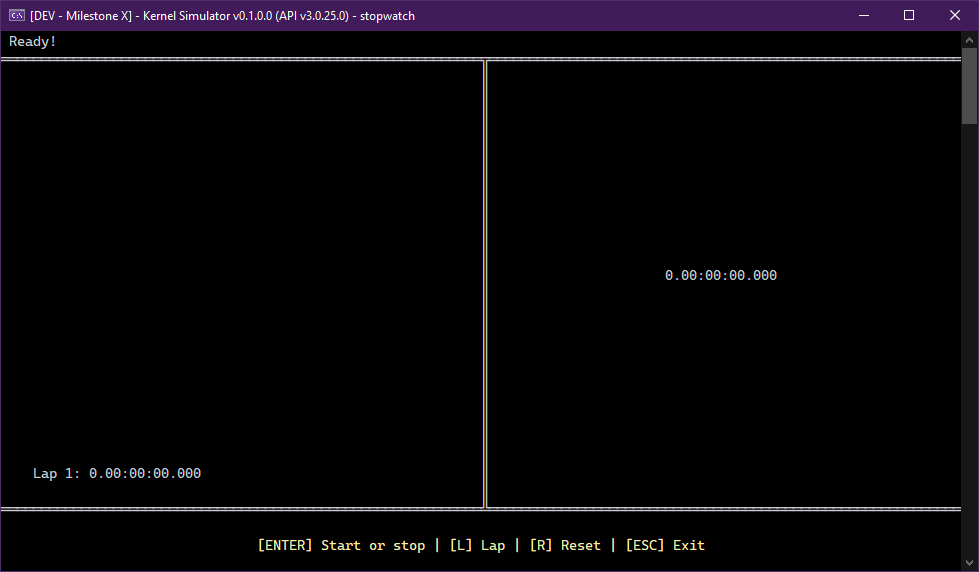 [DEV - Milestone X] - Kernel Simulator v0.1.0.0 (API v3.0.25.0) - stopwatch
Ready!
0.00:00:00.000
Lap 1: 0.00:00:00.000
[ENTER] Start or stop | [L] Lap | [R] Reset | [ESC] Exit